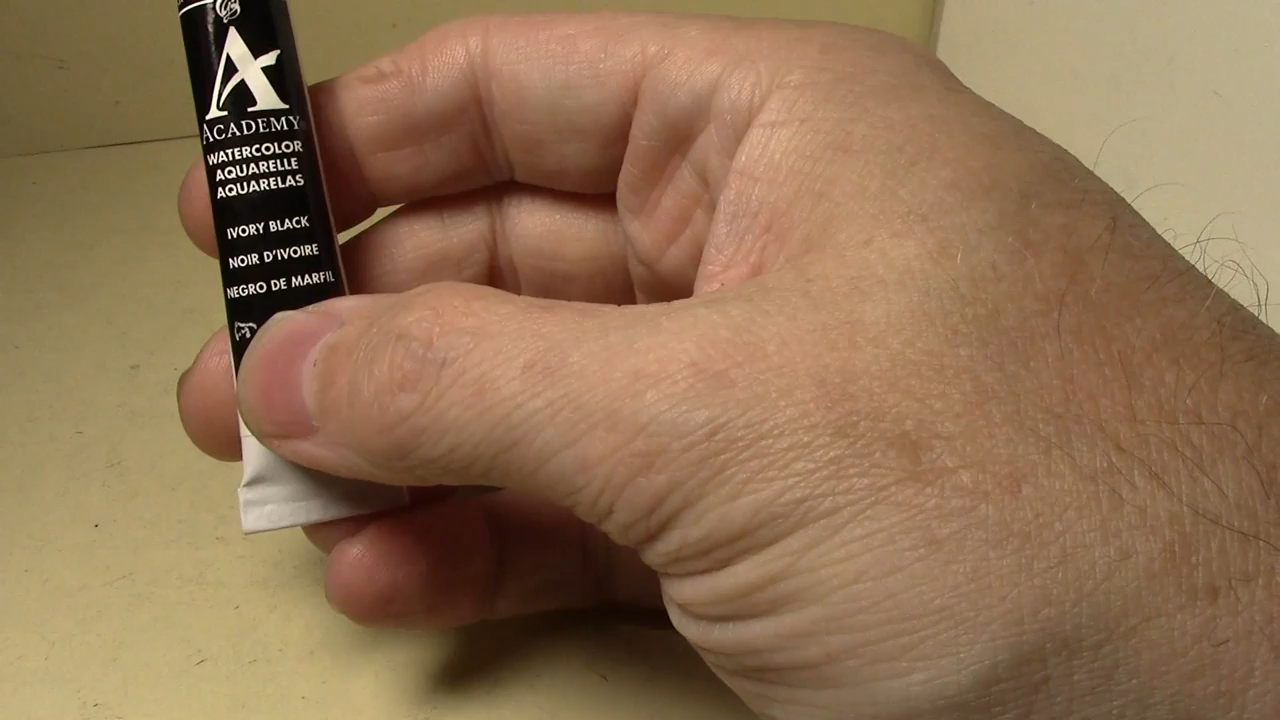 A
ACADEMY
WATERCOLOR
AQUARELLE
AQUARELAS
IVORY BLACK
NOIR D'IVOIRE
NEGRO DE MARFIL